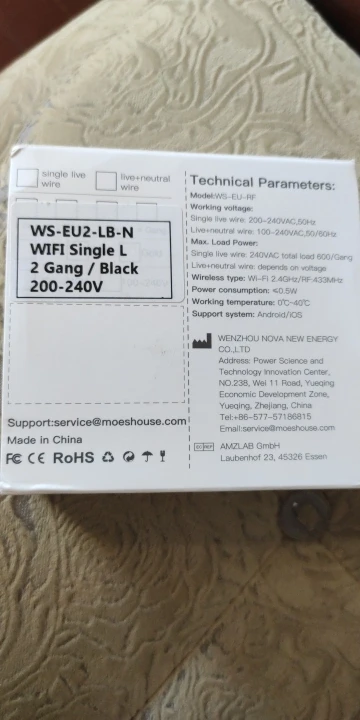 single live
wire
live+neutral
wire
WS-EU2-LB-N
WIFI Single L
2 Gang / Black
200-240V
Support:service@moeshouse.com
Made in China
FC CE RoHS
Technical Parameters:
Model:WS-EU-RF
Working voltage:
Single live wire: 200-240VAC,50Hz
Live+neutral wire: 100-240VAC,50/60Hz
Max. Load Power:
Single live wire: 240VAC total load 600/Gang
Live+neutral wire: depends on voltage
Wireless type: Wi-Fi 2.4GHz/RF:433MHz
Power consumption: ≤0.5W
Working temperature: 0℃-40℃
Support system: Android/iOS
WENZHOU NOVA NEW ENERGY
CO.,LTD
Address: Power Science and
Technology Innovation Center,
NO.238, Wei 11 Road, Yueqing
Economic Development Zone,
Yueqing, Zhejiang, China
Tel:+86-577-57186815
Email:service@moeshouse.com
EC REP AMZLAB GmbH
Laubenhof 23, 45326 Essen